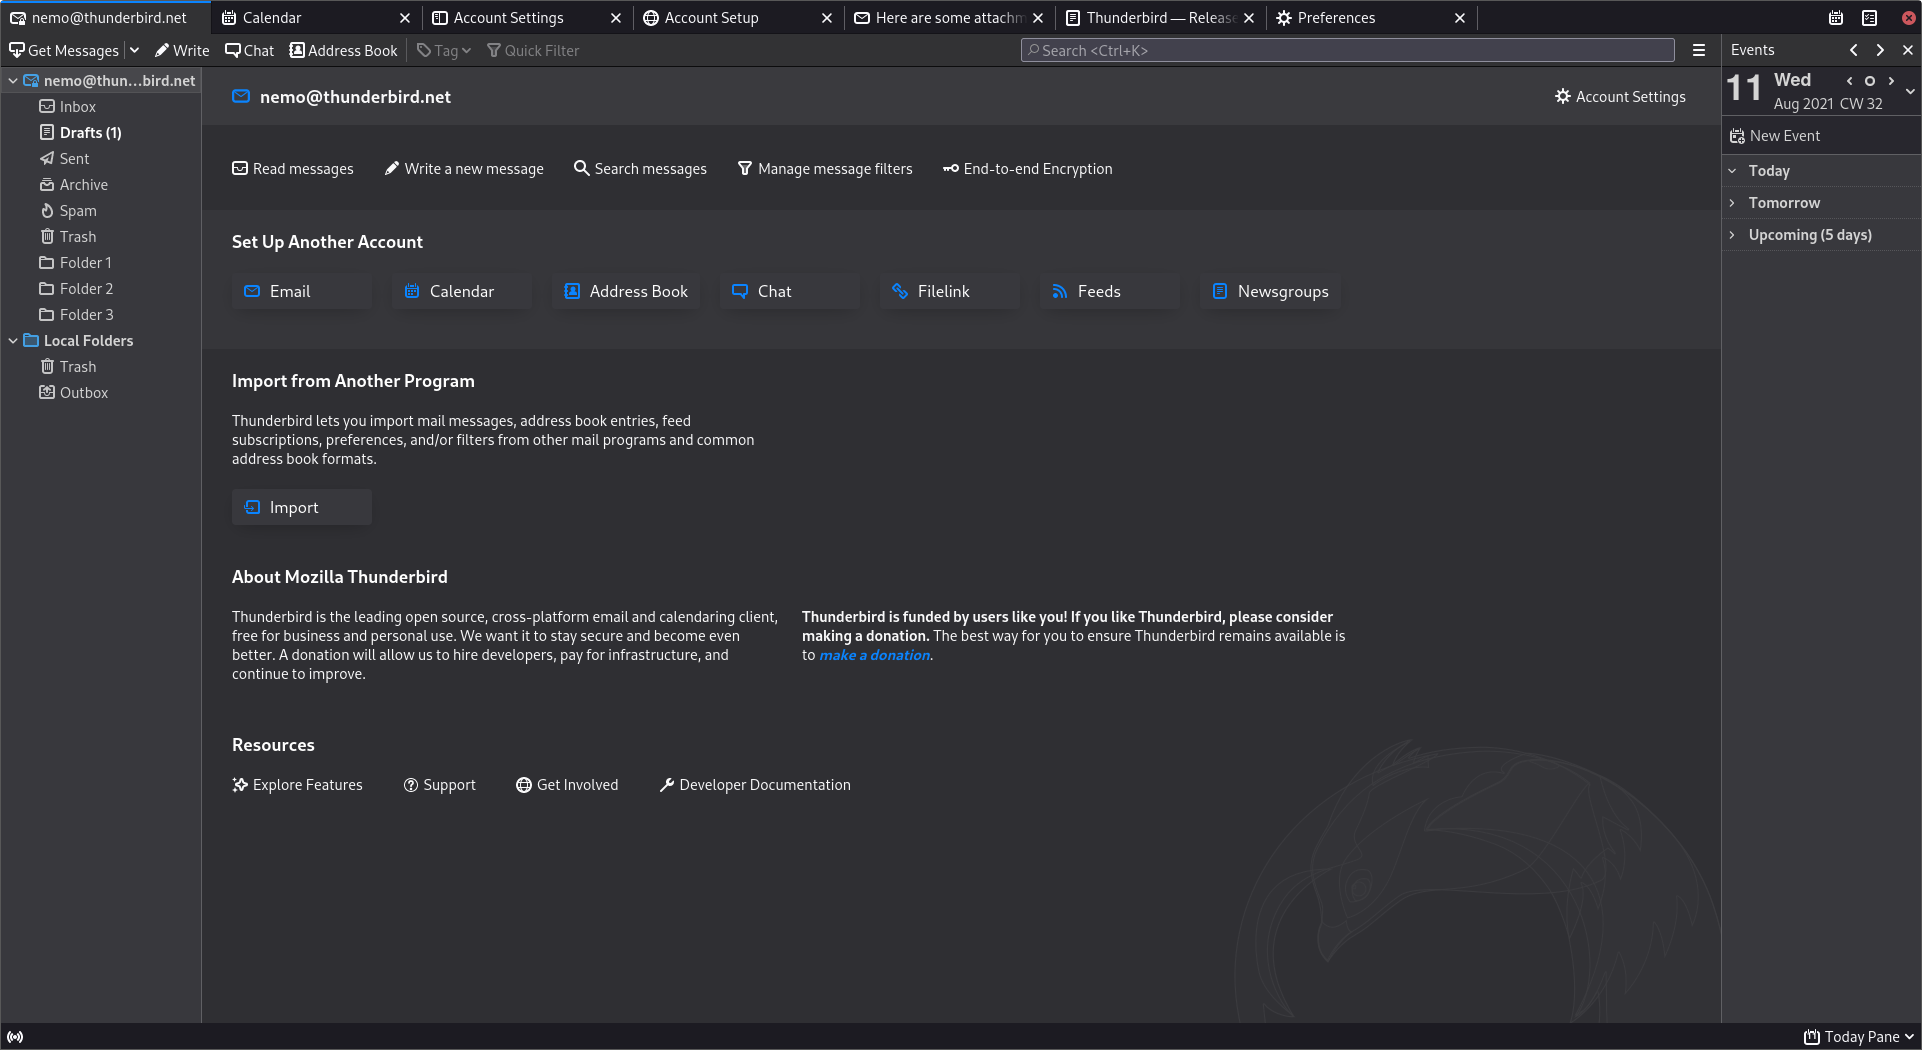 nemo@thunderbird.net
Calendar
Account Settings
Account Setup
Here are some attachm
Thunderbird — Release
Preferences
Get Messages
Write
Chat
Address Book
Tag
Quick Filter
Search <Ctrl+K>
Events
nemo@thun...bird.net
Inbox
Drafts (1)
Sent
Archive
Spam
Trash
Folder 1
Folder 2
Folder 3
Local Folders
Trash
Outbox
nemo@thunderbird.net
Account Settings
Read messages
Write a new message
Search messages
Manage message filters
End-to-end Encryption
Set Up Another Account
Email
Calendar
Address Book
Chat
Filelink
Feeds
Newsgroups
Import from Another Program
Thunderbird lets you import mail messages, address book entries, feed
subscriptions, preferences, and/or filters from other mail programs and common
address book formats.
Import
About Mozilla Thunderbird
Thunderbird is the leading open source, cross-platform email and calendaring client,
free for business and personal use. We want it to stay secure and become even
better. A donation will allow us to hire developers, pay for infrastructure, and
continue to improve.
Thunderbird is funded by users like you! If you like Thunderbird, please consider
making a donation. The best way for you to ensure Thunderbird remains available is
to make a donation.
Resources
Explore Features
Support
Get Involved
Developer Documentation
11
Wed
Aug 2021 CW 32
New Event
Today
Tomorrow
Upcoming (5 days)
Today Pane